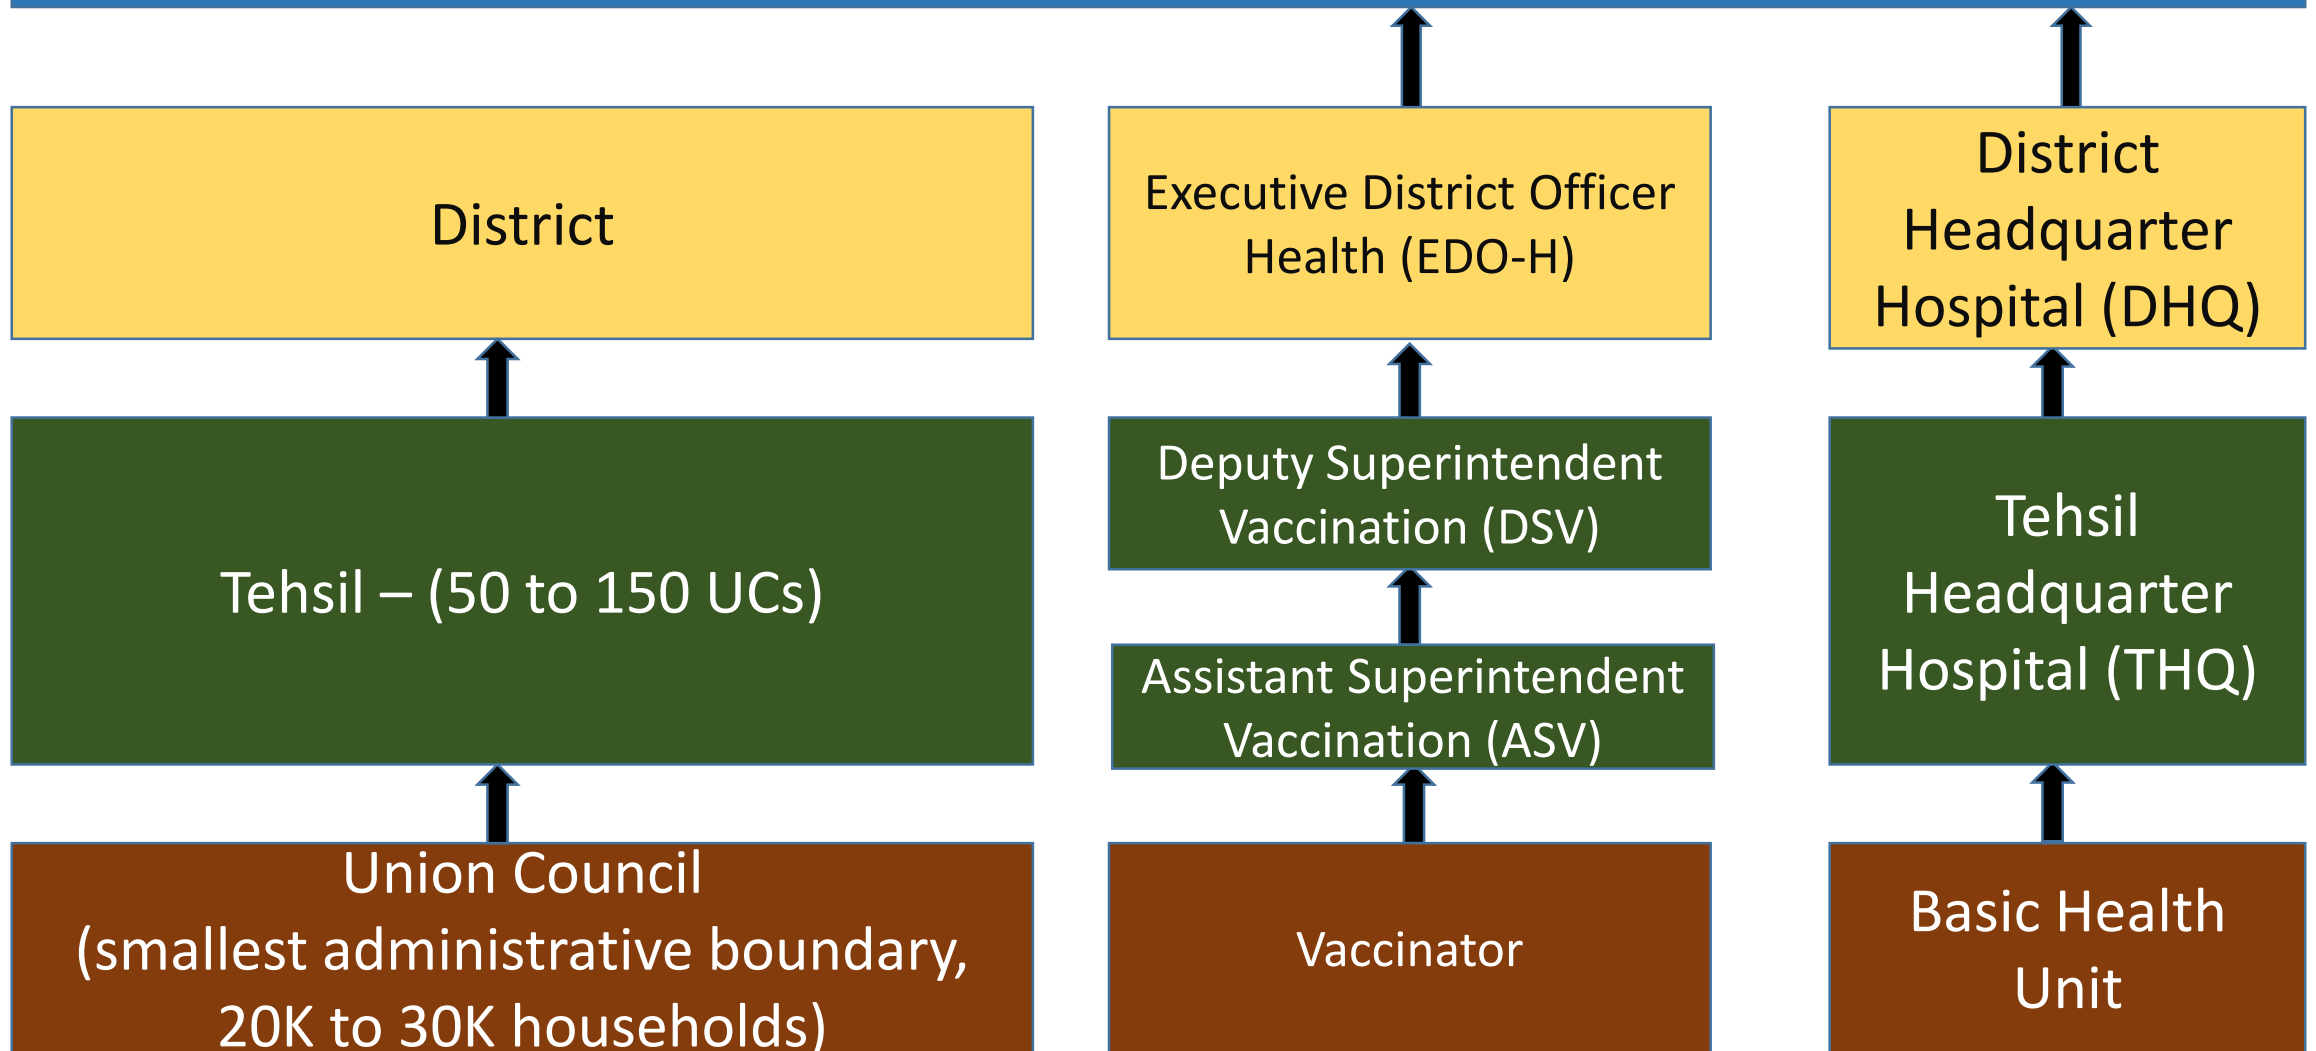 District
Executive District Officer
Health (EDO-H)
District
Headquarter
Hospital (DHQ)
Tehsil – (50 to 150 UCs)
Deputy Superintendent
Vaccination (DSV)
Assistant Superintendent
Vaccination (ASV)
Tehsil
Headquarter
Hospital (THQ)
Union Council
(smallest administrative boundary,
20K to 30K households)
Vaccinator
Basic Health
Unit